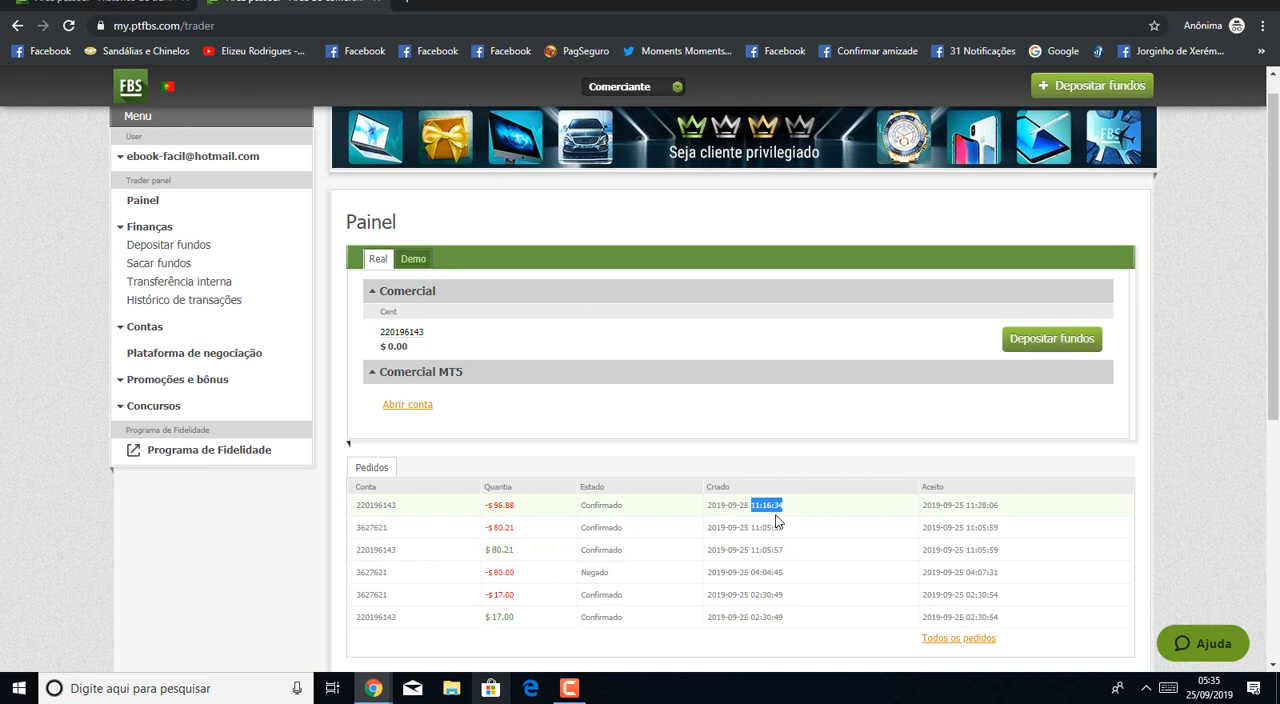 my.ptfbs.com/trader
Anônima
Facebook
Sandálias e Chinelos
Elizeu Rodrigues -...
Facebook
Facebook
Facebook
PagSeguro
Moments Moments...
Facebook
Confirmar amizade
31 Notificações
Google
Jorginho de Xerém...
»
FBS
Comerciante
+ Depositar fundos
Menu
User
ebook-facil@hotmail.com
Trader panel
Painel
Finanças
Depositar fundos
Sacar fundos
Transferência interna
Histórico de transações
Contas
Plataforma de negociação
Promoções e bônus
Concursos
Programa de Fidelidade
Programa de Fidelidade
Seja cliente privilegiado
FBS
Painel
Real
Demo
Comercial
Cent
220196143
$ 0.00
Depositar fundos
Comercial MT5
Abrir conta
Pedidos
Conta Quantia Estado Criado Aceito
220196143 -$ 96.88 Confirmado 2019-09-25 11:16:34 2019-09-25 11:28:06
3627621 -$ 80.21 Confirmado 2019-09-25 11:05: 2019-09-25 11:05:59
220196143 $ 80.21 Confirmado 2019-09-25 11:05:57 2019-09-25 11:05:59
3627621 -$ 80.00 Negado 2019-09-25 04:04:45 2019-09-25 04:07:31
3627621 -$ 17.00 Confirmado 2019-09-25 02:30:49 2019-09-25 02:30:54
220196143 $ 17.00 Confirmado 2019-09-25 02:30:49 2019-09-25 02:30:54
Todos os pedidos
Ajuda
Digite aqui para pesquisar
05:35
25/09/2019